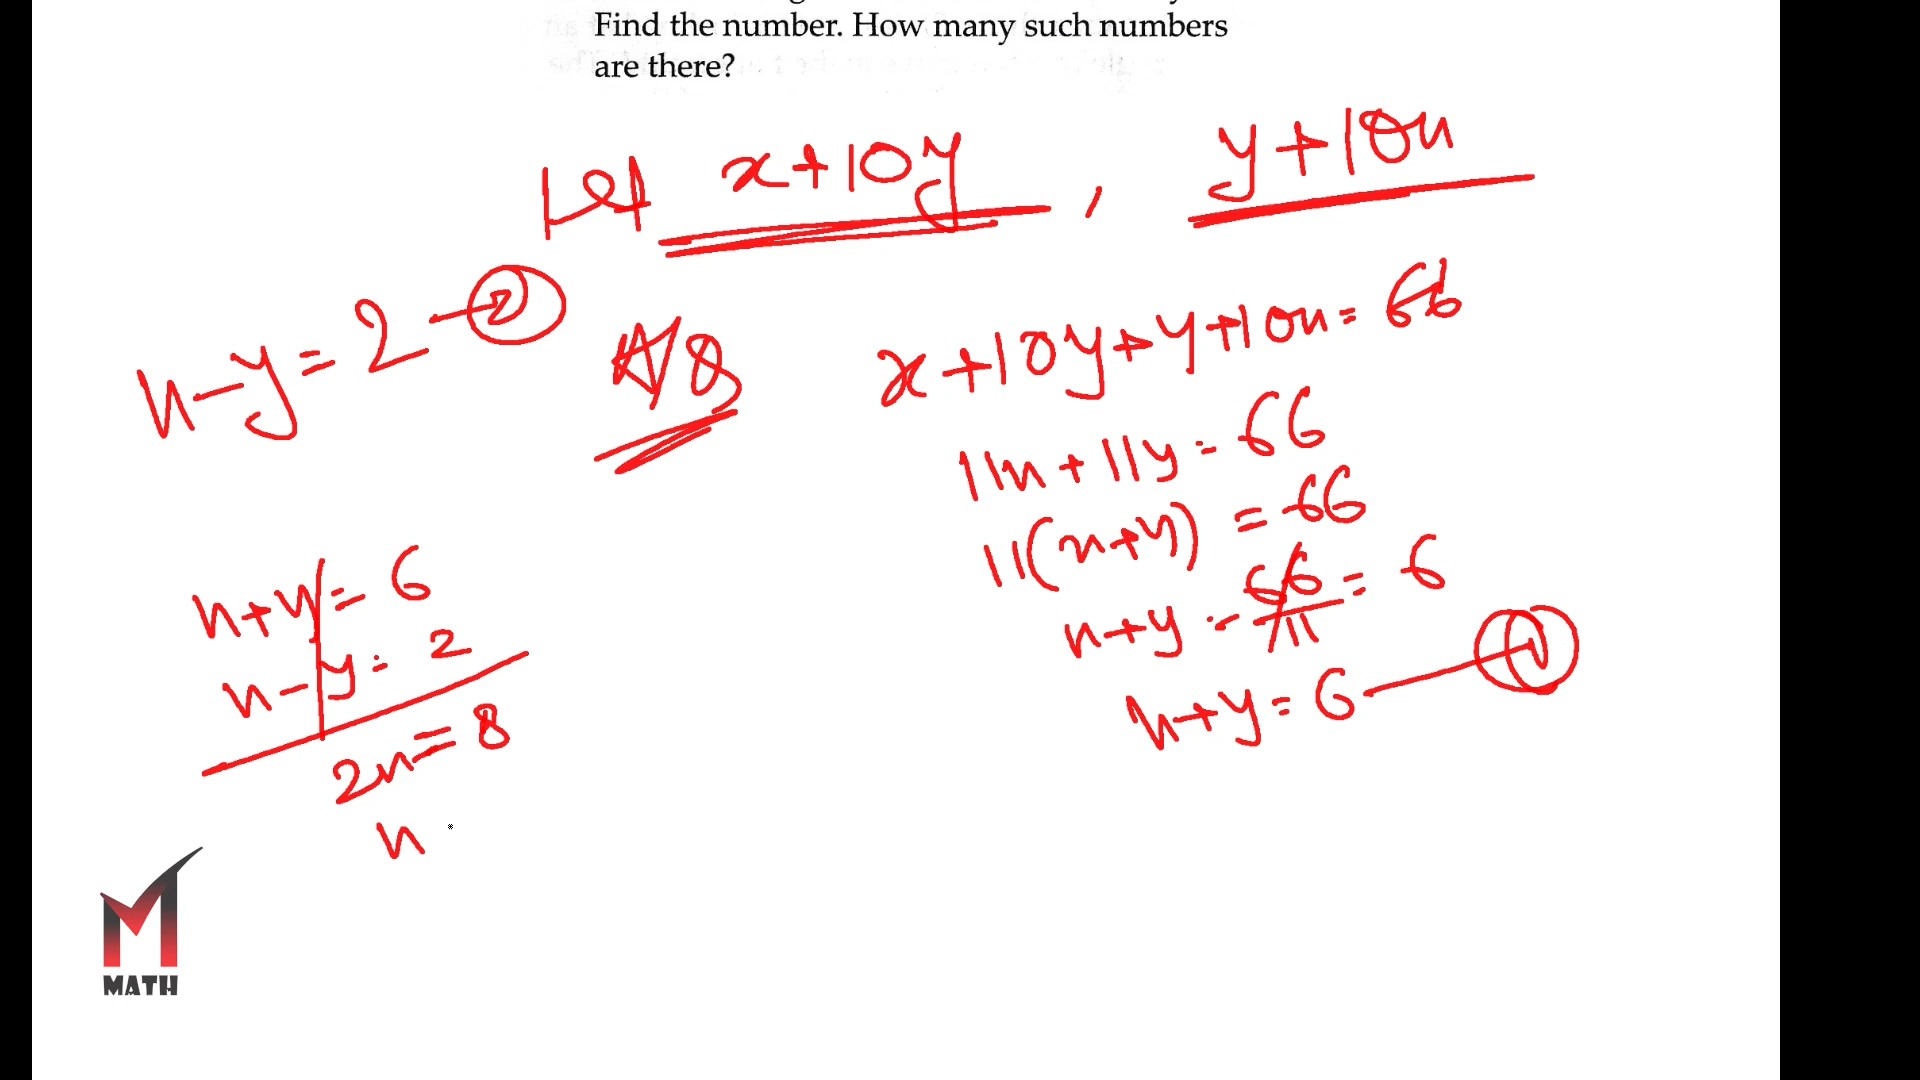 Find the number. How many such numbers
are there?
let x+10y , y+10x
x-y=2 — 2
A/Q
x+10y+y+10x=66
11x+11y=66
11(x+y)=66
x+y=66/11=6
x+y=6 — 1
x+y=6
x-y=2
2x=8
x
MATH